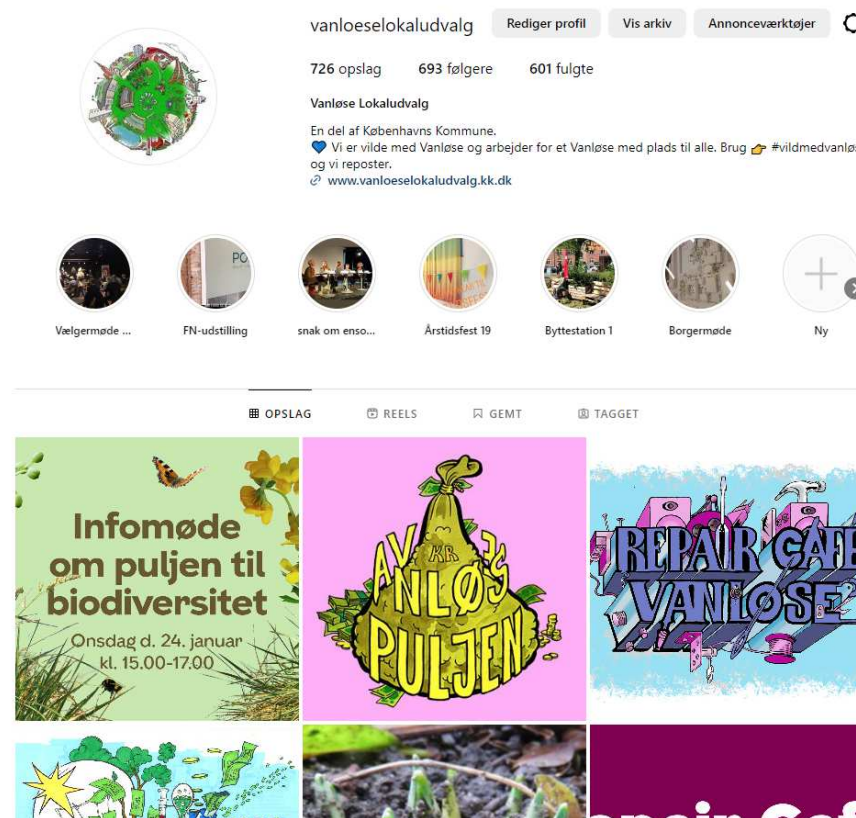 vanloeselokaludvalg Rediger profil Vis arkiv Annonceværktøjer
726 opslag 693 følgere 601 fulgte
Vanløse Lokaludvalg
En del af Københavns Kommune.
💙 Vi er vilde med Vanløse og arbejder for et Vanløse med plads til alle. Brug 👉 #vildmedvanløs
og vi reposter.
www.vanloeselokaludvalg.kk.dk
Vælgermøde ... FN-udstilling snak om enso... Årstidsfest 19 Byttestation 1 Borgermøde Ny
OPSLAG REELS GEMT TAGGET
Infomøde
om puljen til
biodiversitet
Onsdag d. 24. januar
kl. 15.00-17.00
KR
VANLØSE
PULJEN
REPAIR CAFE
VANLØSE